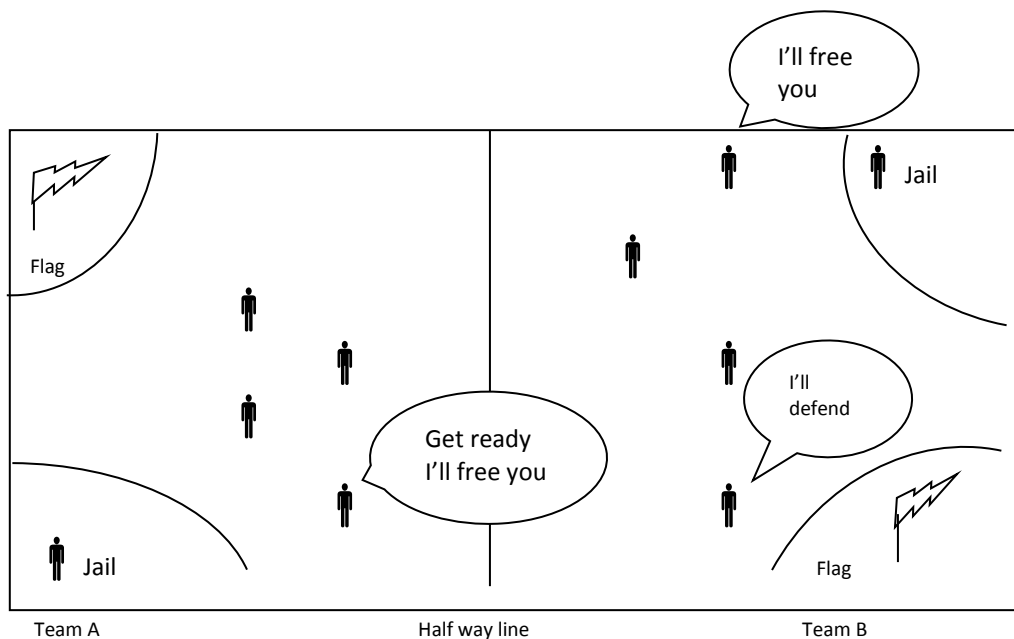 I’ll free
you
Jail
Flag
I’ll
defend
Get ready
I’ll free you
Jail
Flag
Team A
Half way line
Team B